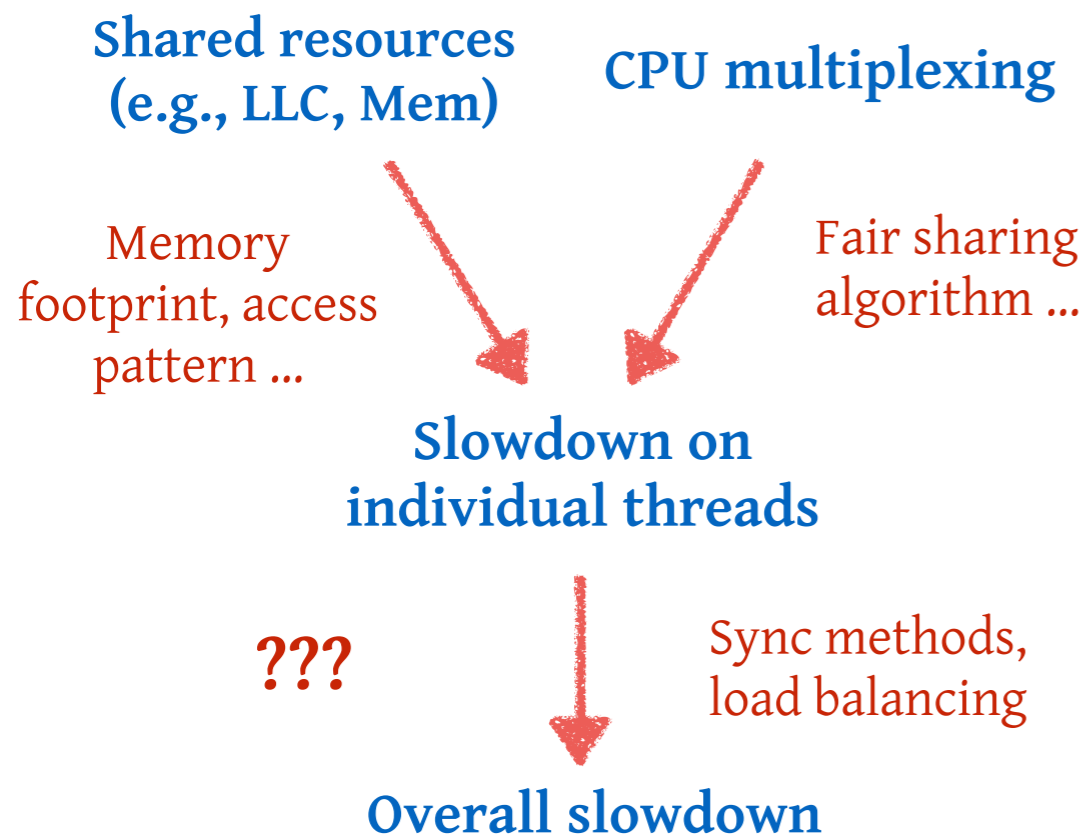 Shared resources
(e.g., LLC, Mem)
CPU multiplexing
Memory
footprint, access
pattern ...
Fair sharing
algorithm ...
Slowdown on
individual threads
???
Sync methods,
load balancing
Overall slowdown